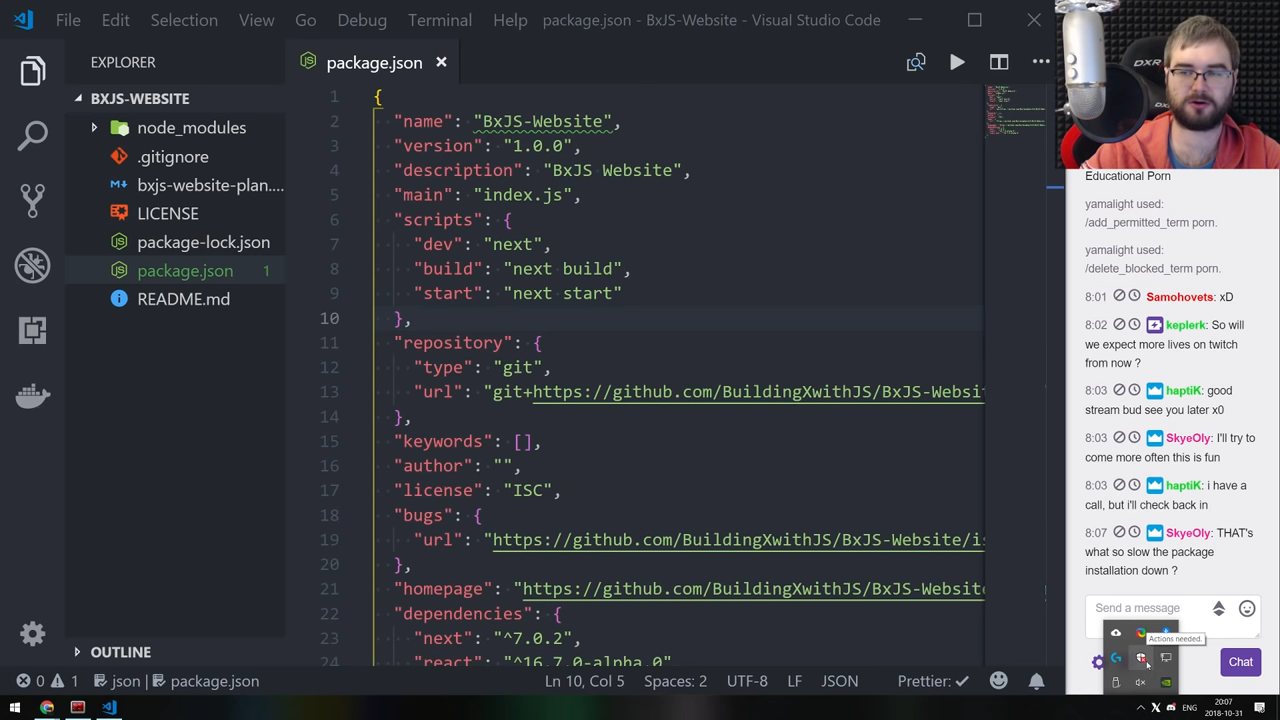 File Edit Selection View Go Debug Terminal Help package.json - BxJS-Website - Visual Studio Code
EXPLORER
BXJS-WEBSITE
node_modules
.gitignore
bxjs-website-plan....
LICENSE
package-lock.json
package.json 1
README.md
OUTLINE
package.json
1 {
2 "name": "BxJS-Website",
3 "version": "1.0.0",
4 "description": "BxJS Website",
5 "main": "index.js",
6 "scripts": {
7 "dev": "next",
8 "build": "next build",
9 "start": "next start"
10 },
11 "repository": {
12 "type": "git",
13 "url": "git+https://github.com/BuildingXwithJS/BxJS-Websit
14 },
15 "keywords": [],
16 "author": "",
17 "license": "ISC",
18 "bugs": {
19 "url": "https://github.com/BuildingXwithJS/BxJS-Website/is
20 },
21 "homepage": "https://github.com/BuildingXwithJS/BxJS-Website
22 "dependencies": {
23 "next": "^7.0.2",
24 "react": "^16.7.0-alpha.0"
DXR
Educational Porn
yamalight used:
/add_permitted_term porn.
yamalight used:
/delete_blocked_term porn.
8:01 Samohovets: xD
8:02 keplerk: So will
we expect more lives on twitch
from now ?
8:03 haptiK: good
stream bud see you later x0
8:03 SkyeOly: I'll try to
come more often this is fun
8:03 haptiK: i have a
call, but i'll check back in
8:07 SkyeOly: THAT's
what so slow the package
installation down ?
Send a message
Actions needed.
Chat
0 1 json package.json Ln 10, Col 5 Spaces: 2 UTF-8 LF JSON Prettier:
ENG
20:07
2018-10-31